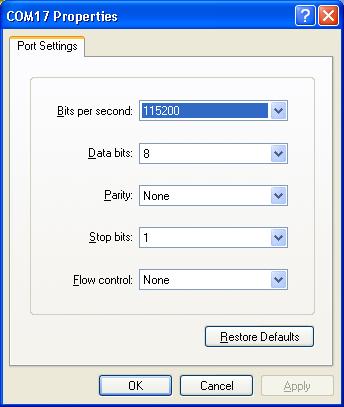 COM17 Properties
Port Settings
Bits per second: 115200
Data bits: 8
Parity: None
Stop bits: 1
Flow control: None
Restore Defaults
OK Cancel Apply